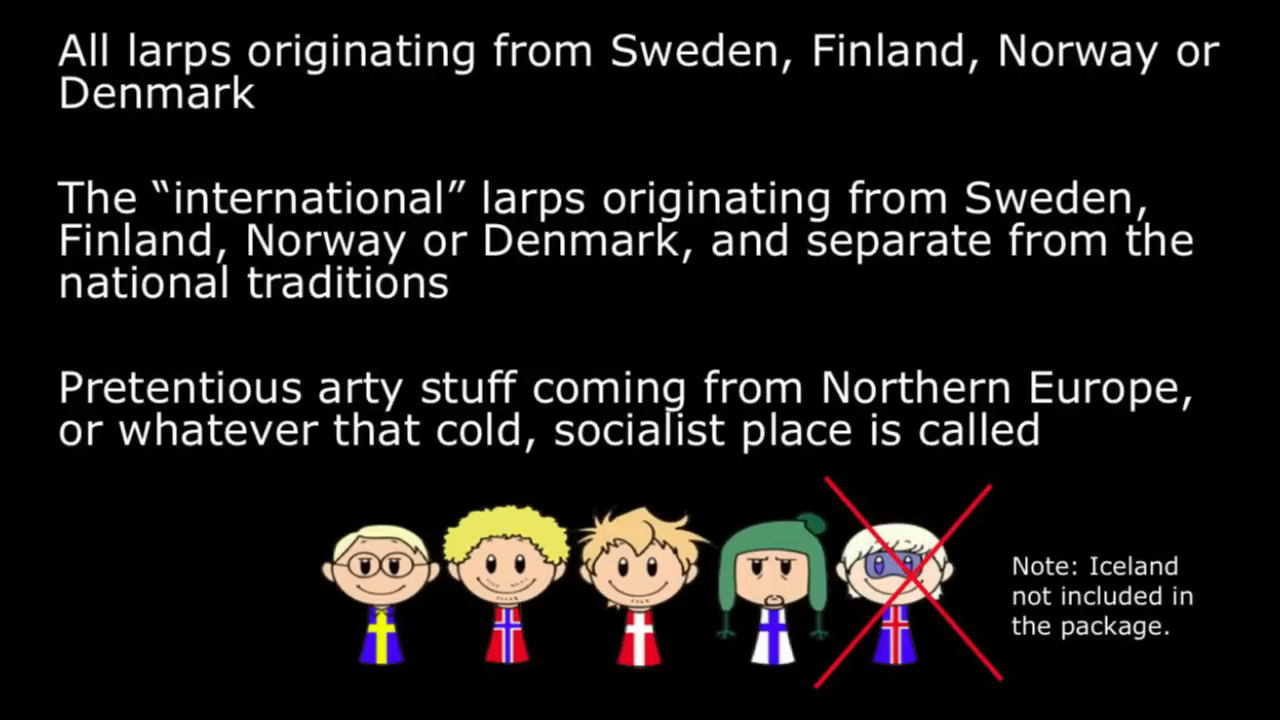 All larps originating from Sweden, Finland, Norway or
Denmark
The “international” larps originating from Sweden,
Finland, Norway or Denmark, and separate from the
national traditions
Pretentious arty stuff coming from Northern Europe,
or whatever that cold, socialist place is called
Note: Iceland
not included in
the package.